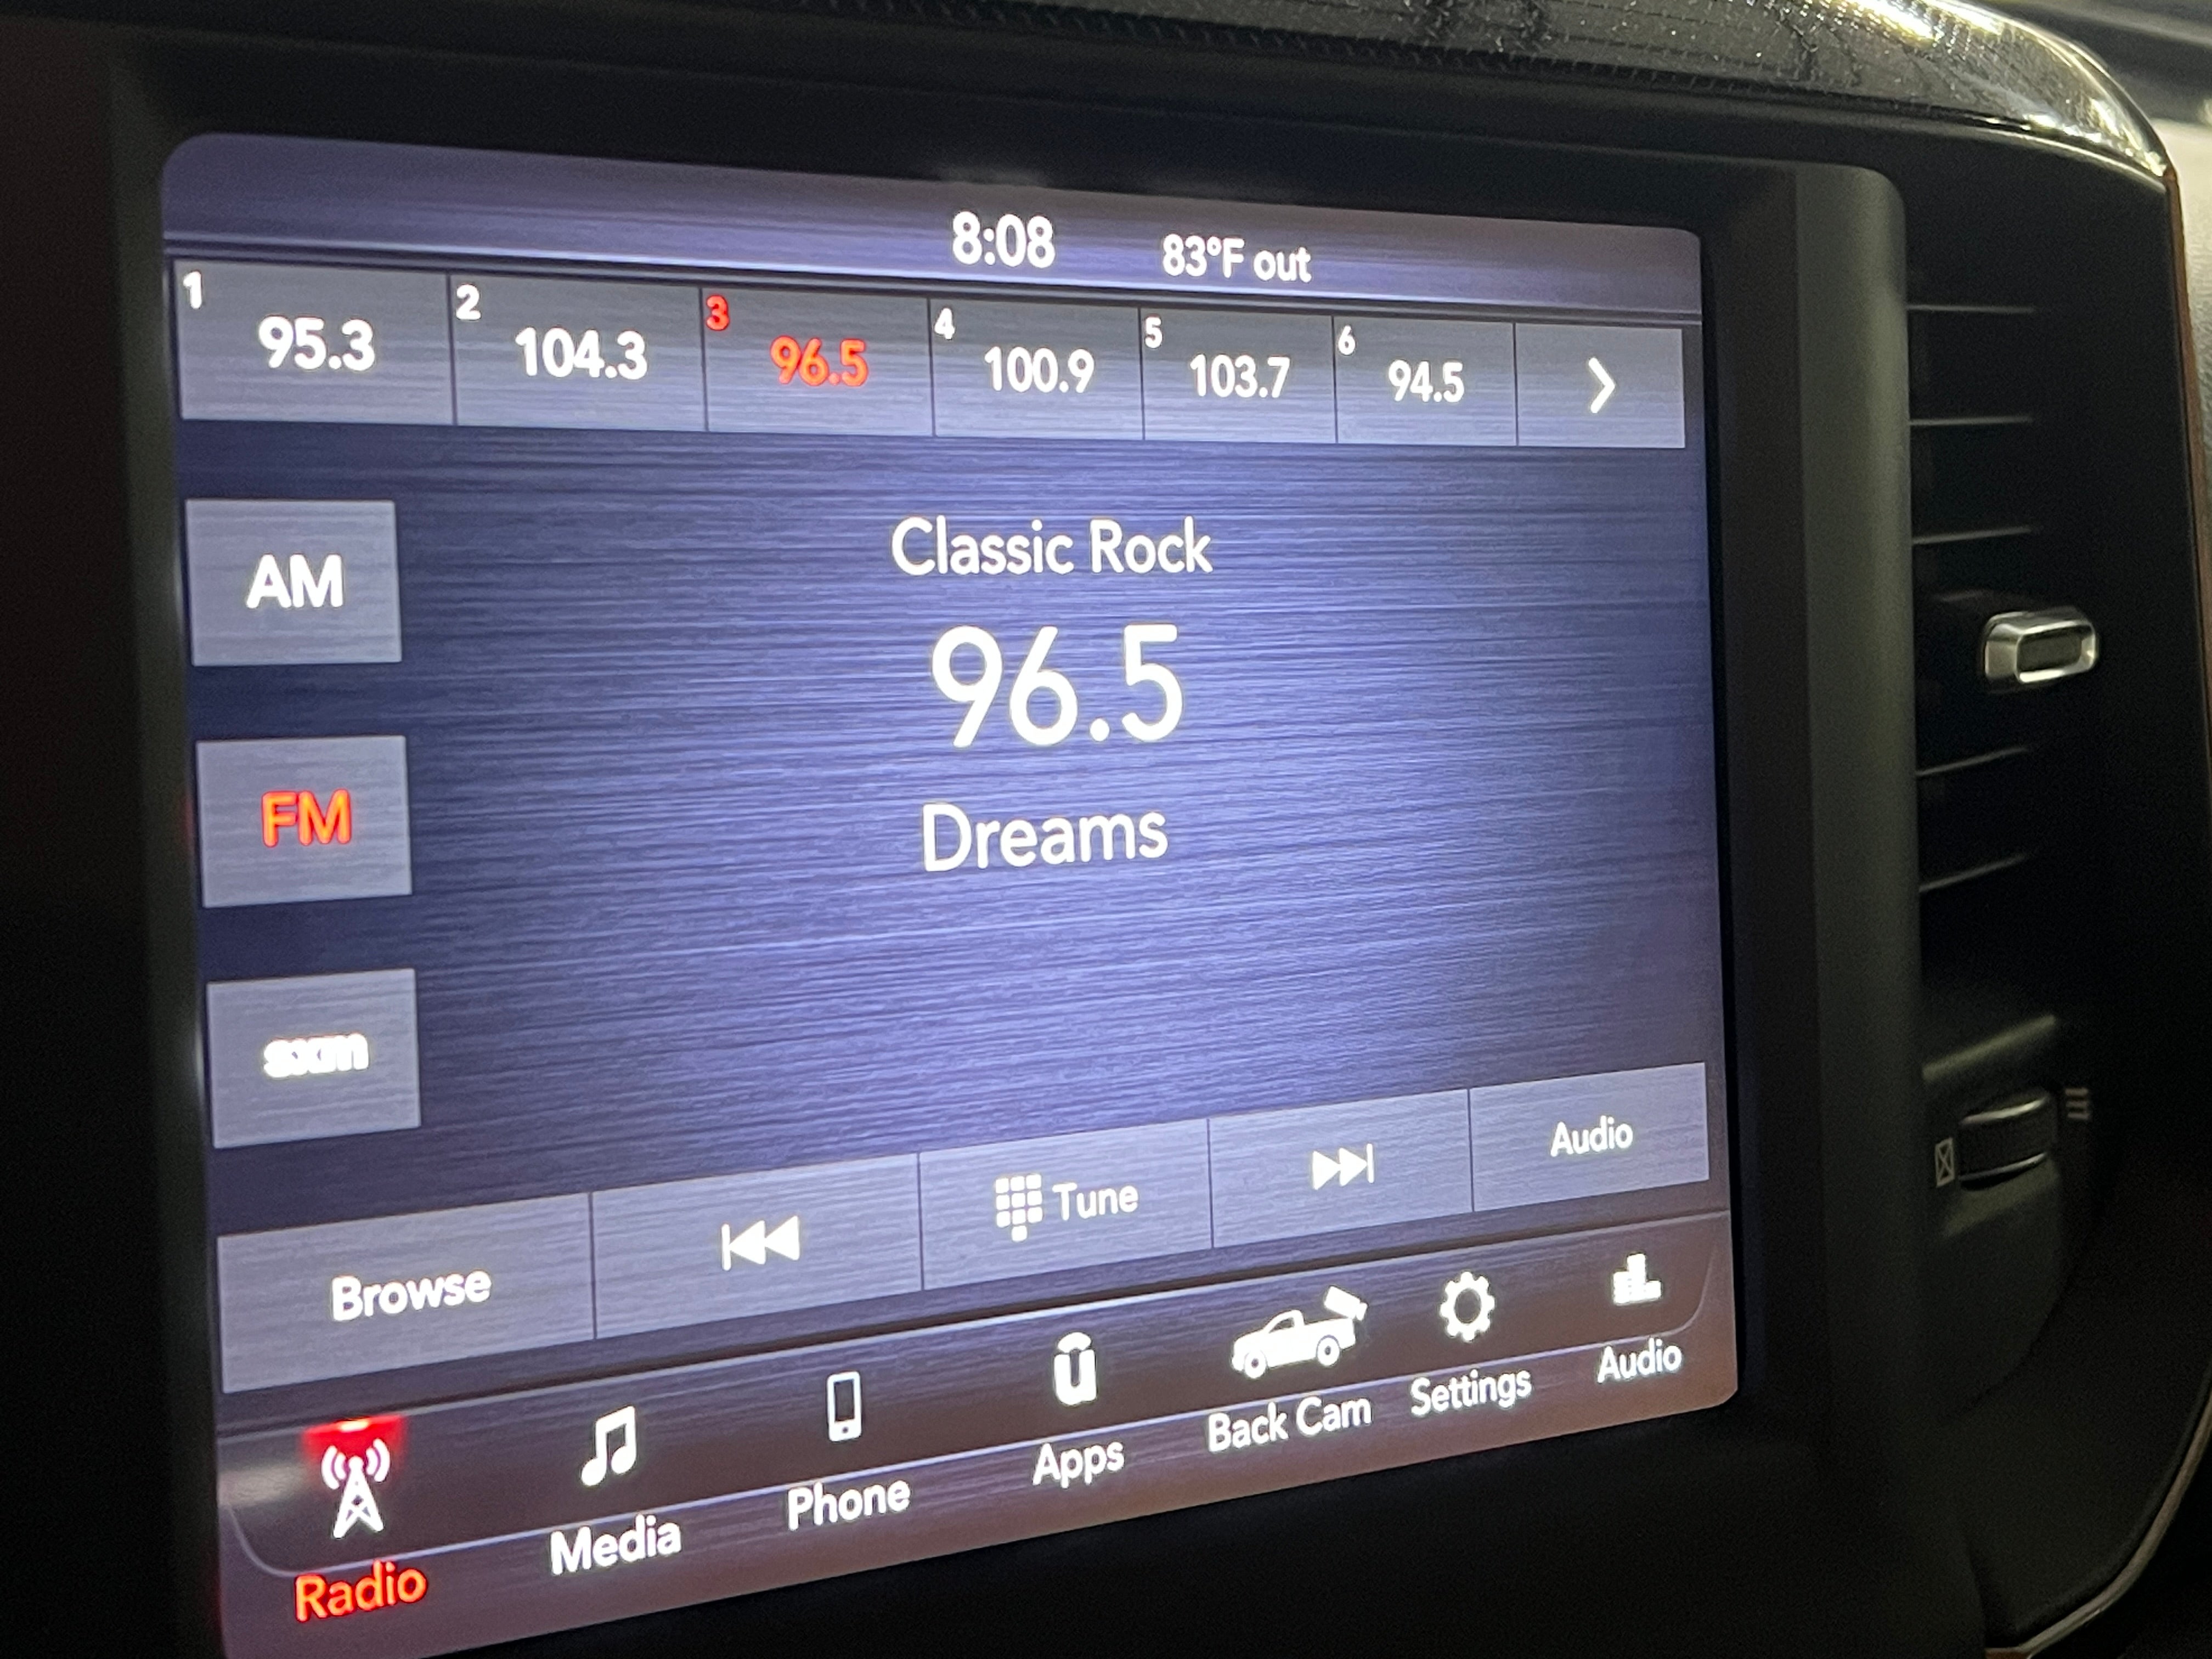 8:08 83°F out
1 95.3 2 104.3 3 96.5 4 100.9 5 103.7 6 94.5
Classic Rock
AM
96.5
FM
Dreams
sxm
Browse Tune Audio
Radio Media Phone Apps Back Cam Settings Audio